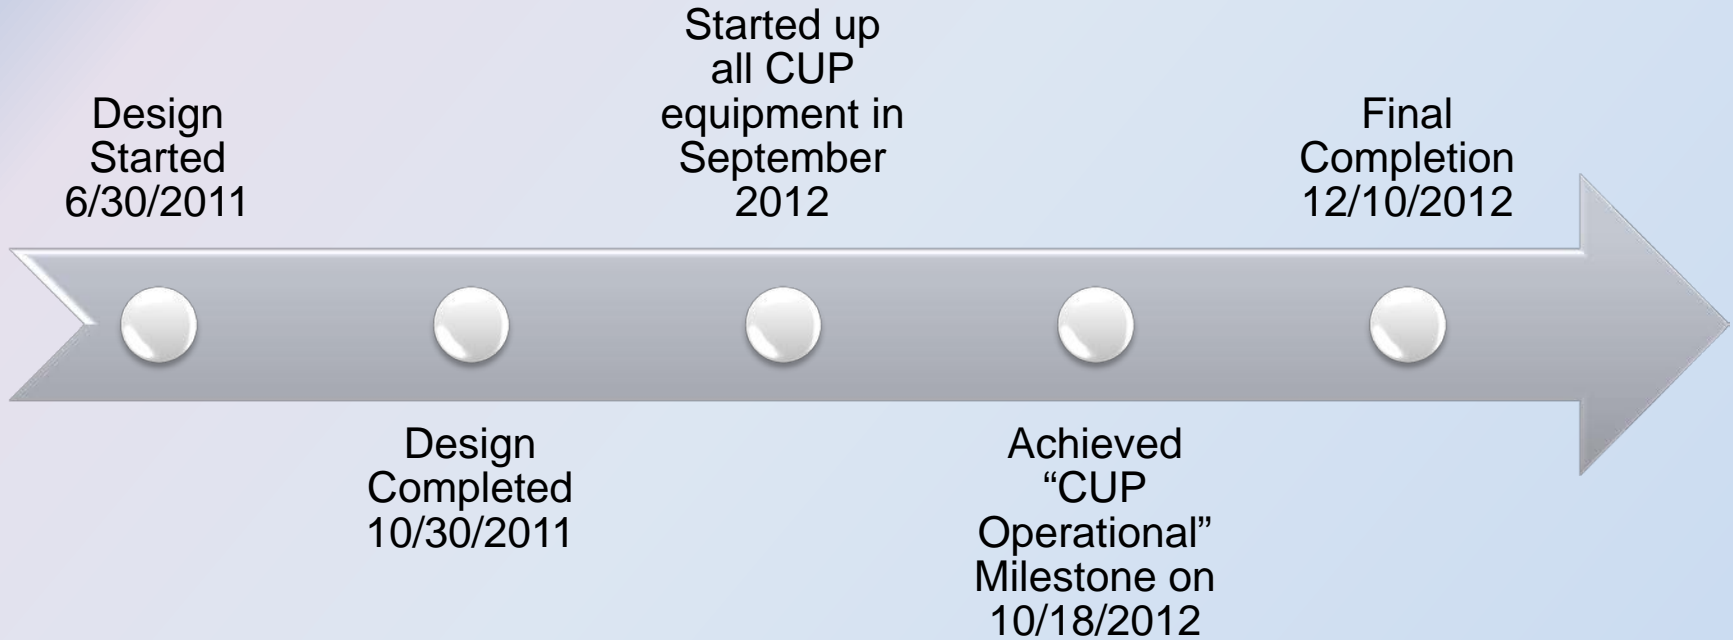 Design
Started
6/30/2011
Design
Completed
10/30/2011
Started up
all CUP
equipment in
September
2012
Achieved
“CUP
Operational”
Milestone on
10/18/2012
Final
Completion
12/10/2012